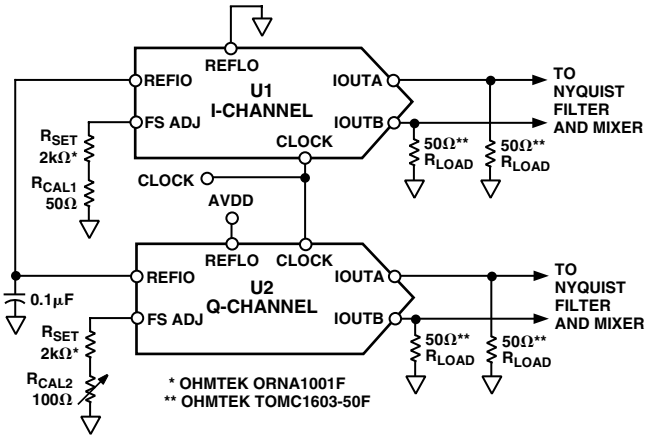 REFLO
REFIO
U1
I-CHANNEL
IOUTA
TO
NYQUIST
FILTER
AND MIXER
FS ADJ
IOUTB
CLOCK
RSET
2kΩ*
RCAL1
50Ω
50Ω**
RLOAD
50Ω**
RLOAD
CLOCK
AVDD
REFLO
CLOCK
REFIO
U2
Q-CHANNEL
IOUTA
TO
NYQUIST
FILTER
AND MIXER
0.1μF
FS ADJ
IOUTB
RSET
2kΩ*
RCAL2
100Ω
50Ω**
RLOAD
50Ω**
RLOAD
* OHMTEK ORNA1001F
** OHMTEK TOMC1603-50F